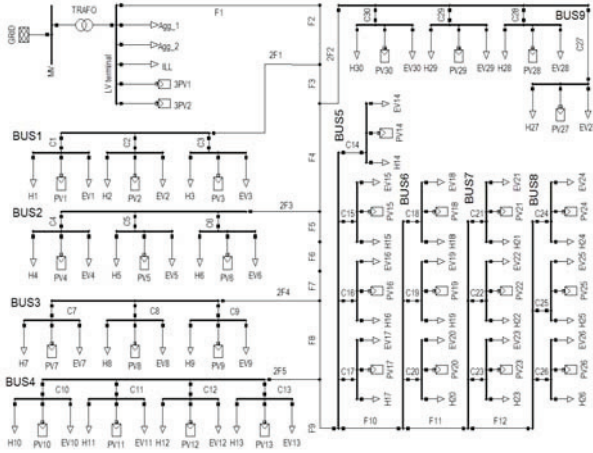 F1
F2
C30
C29
C28
BUS9
GRID
TRAFO
Agg_1
Agg_2
ILL
3PV1
3PV2
MV
LV terminal
2F1
2F2
C27
H30
PV30
EV30
H29
PV29
EV29
H28
PV28
EV28
F3
H27
PV27
EV2
BUS1
C1
C2
C3
H1
PV1
EV1
H2
PV2
EV2
H3
PV3
EV3
F4
BUS5
C14
EV14
PV14
H14
BUS6
BUS7
BUS8
BUS2
2F3
C4
C5
C6
H4
PV4
EV4
H5
PV5
EV5
H6
PV6
EV6
F5
F6
F7
C15
EV15
PV15
H15
C18
EV18
PV18
H18
C21
EV21
PV21
H21
C24
EV24
PV24
H24
C16
EV16
PV16
H16
C19
EV19
PV19
H19
C22
EV22
PV22
H22
C25
EV25
PV25
H25
BUS3
2F4
C7
C8
C9
H7
PV7
EV7
H8
PV8
EV8
H9
PV9
EV9
F8
C17
EV17
PV17
H17
C20
EV20
PV20
H20
C23
EV23
PV23
H23
C26
EV26
PV26
H26
BUS4
2F5
C10
C11
C12
C13
H10
PV10
EV10
H11
PV11
EV11
H12
PV12
EV12
H13
PV13
EV13
F9
F10
F11
F12